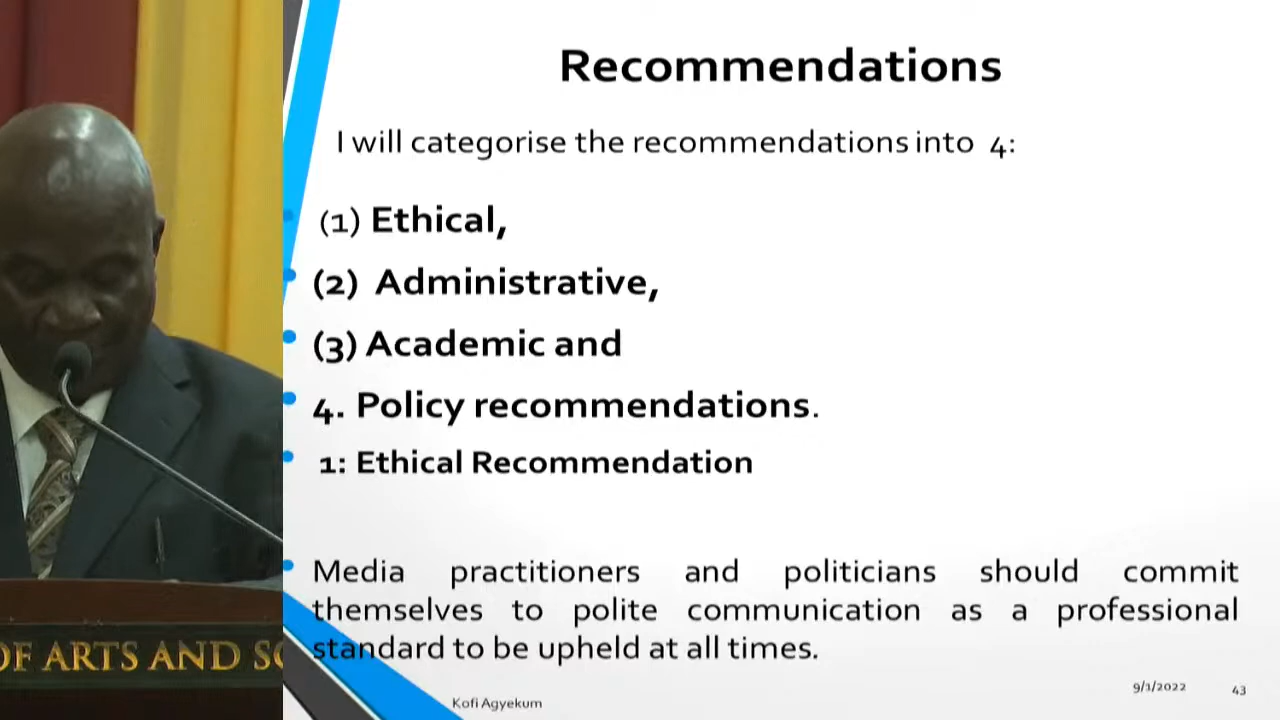 Recommendations
I will categorise the recommendations into 4:
(1) Ethical,
(2) Administrative,
(3) Academic and
4. Policy recommendations.
1: Ethical Recommendation
Media practitioners and politicians should commit
themselves to polite communication as a professional
standard to be upheld at all times.
9/1/2022
43
Kofi Agyekum
OF ARTS AND SC